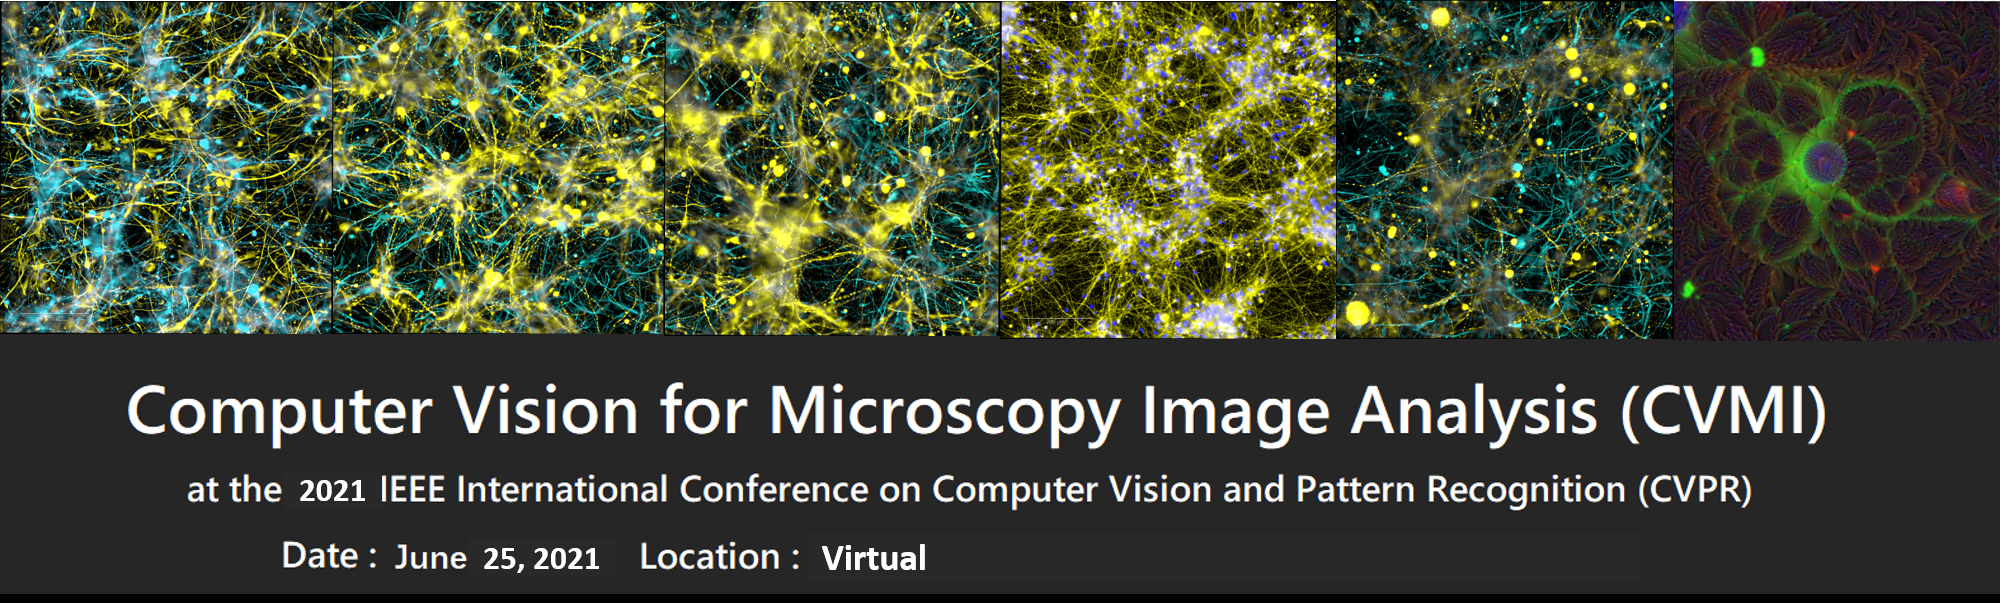 Computer Vision for Microscopy Image Analysis (CVMI)
at the 2021 IEEE International Conference on Computer Vision and Pattern Recognition (CVPR)
Date : June 25, 2021 Location : Virtual